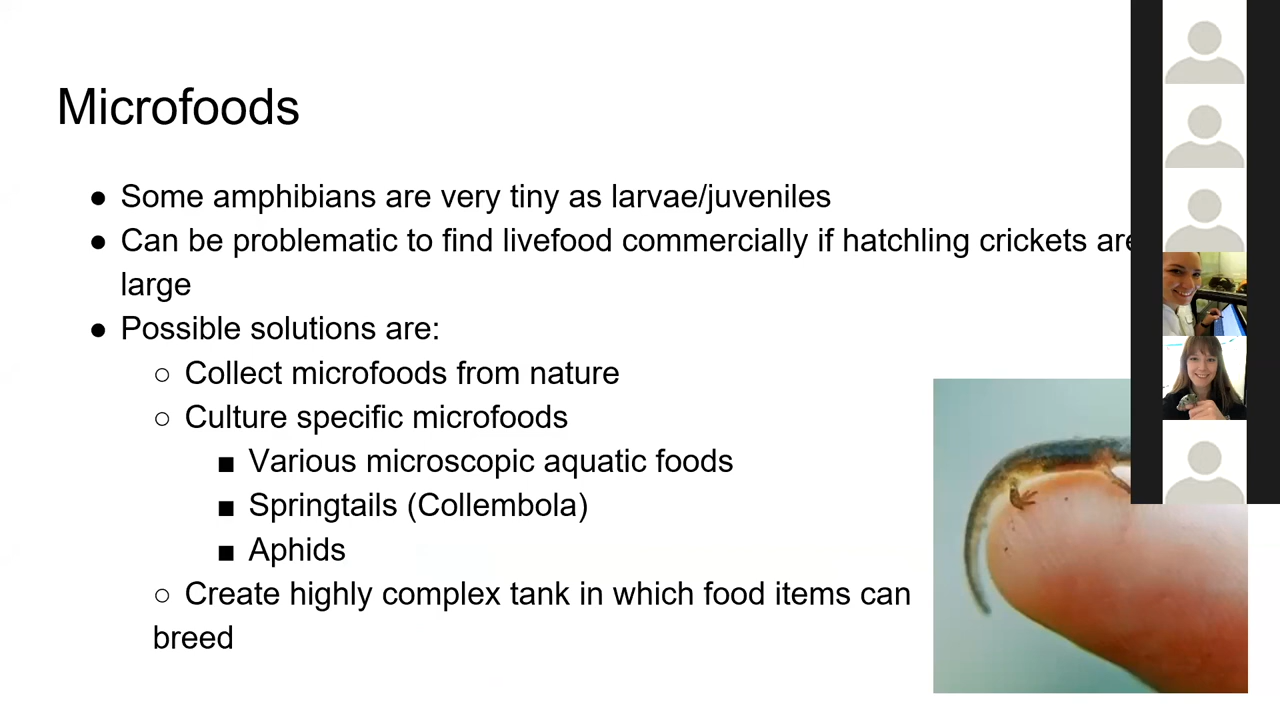 Microfoods
● Some amphibians are very tiny as larvae/juveniles
● Can be problematic to find livefood commercially if hatchling crickets are
large
● Possible solutions are:
○ Collect microfoods from nature
○ Culture specific microfoods
■ Various microscopic aquatic foods
■ Springtails (Collembola)
■ Aphids
○ Create highly complex tank in which food items can
breed